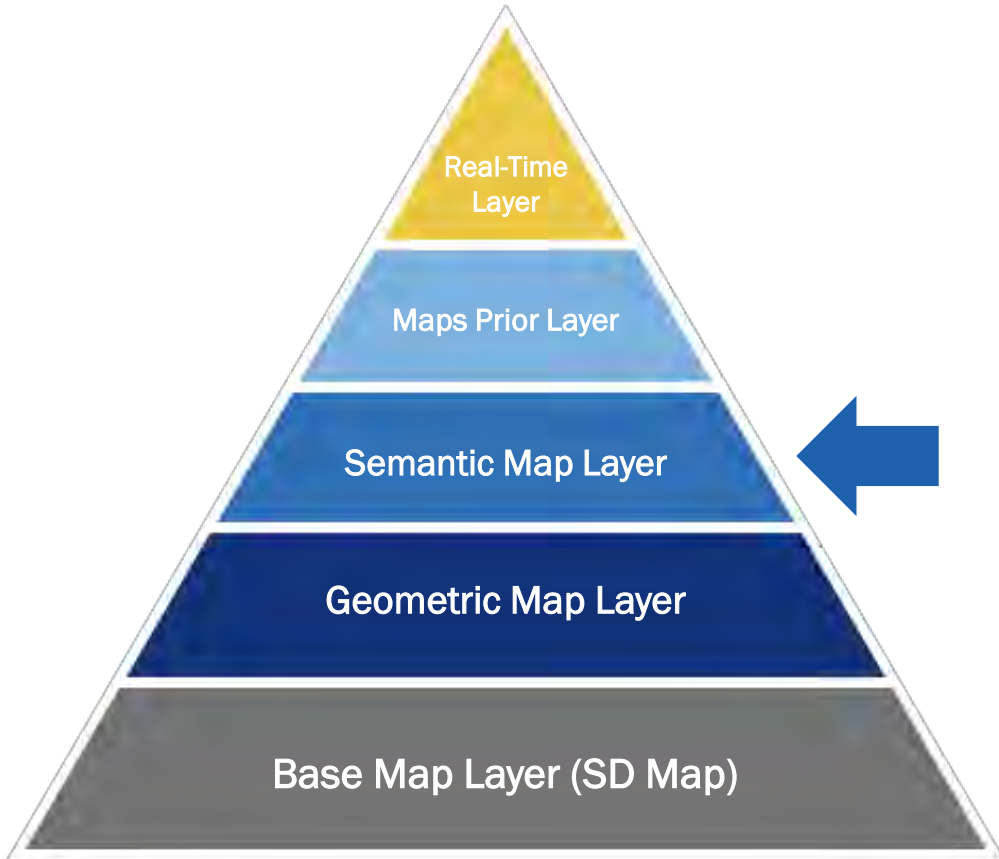 Real-Time
Layer
Maps Prior Layer
Semantic Map Layer
Geometric Map Layer
Base Map Layer (SD Map)